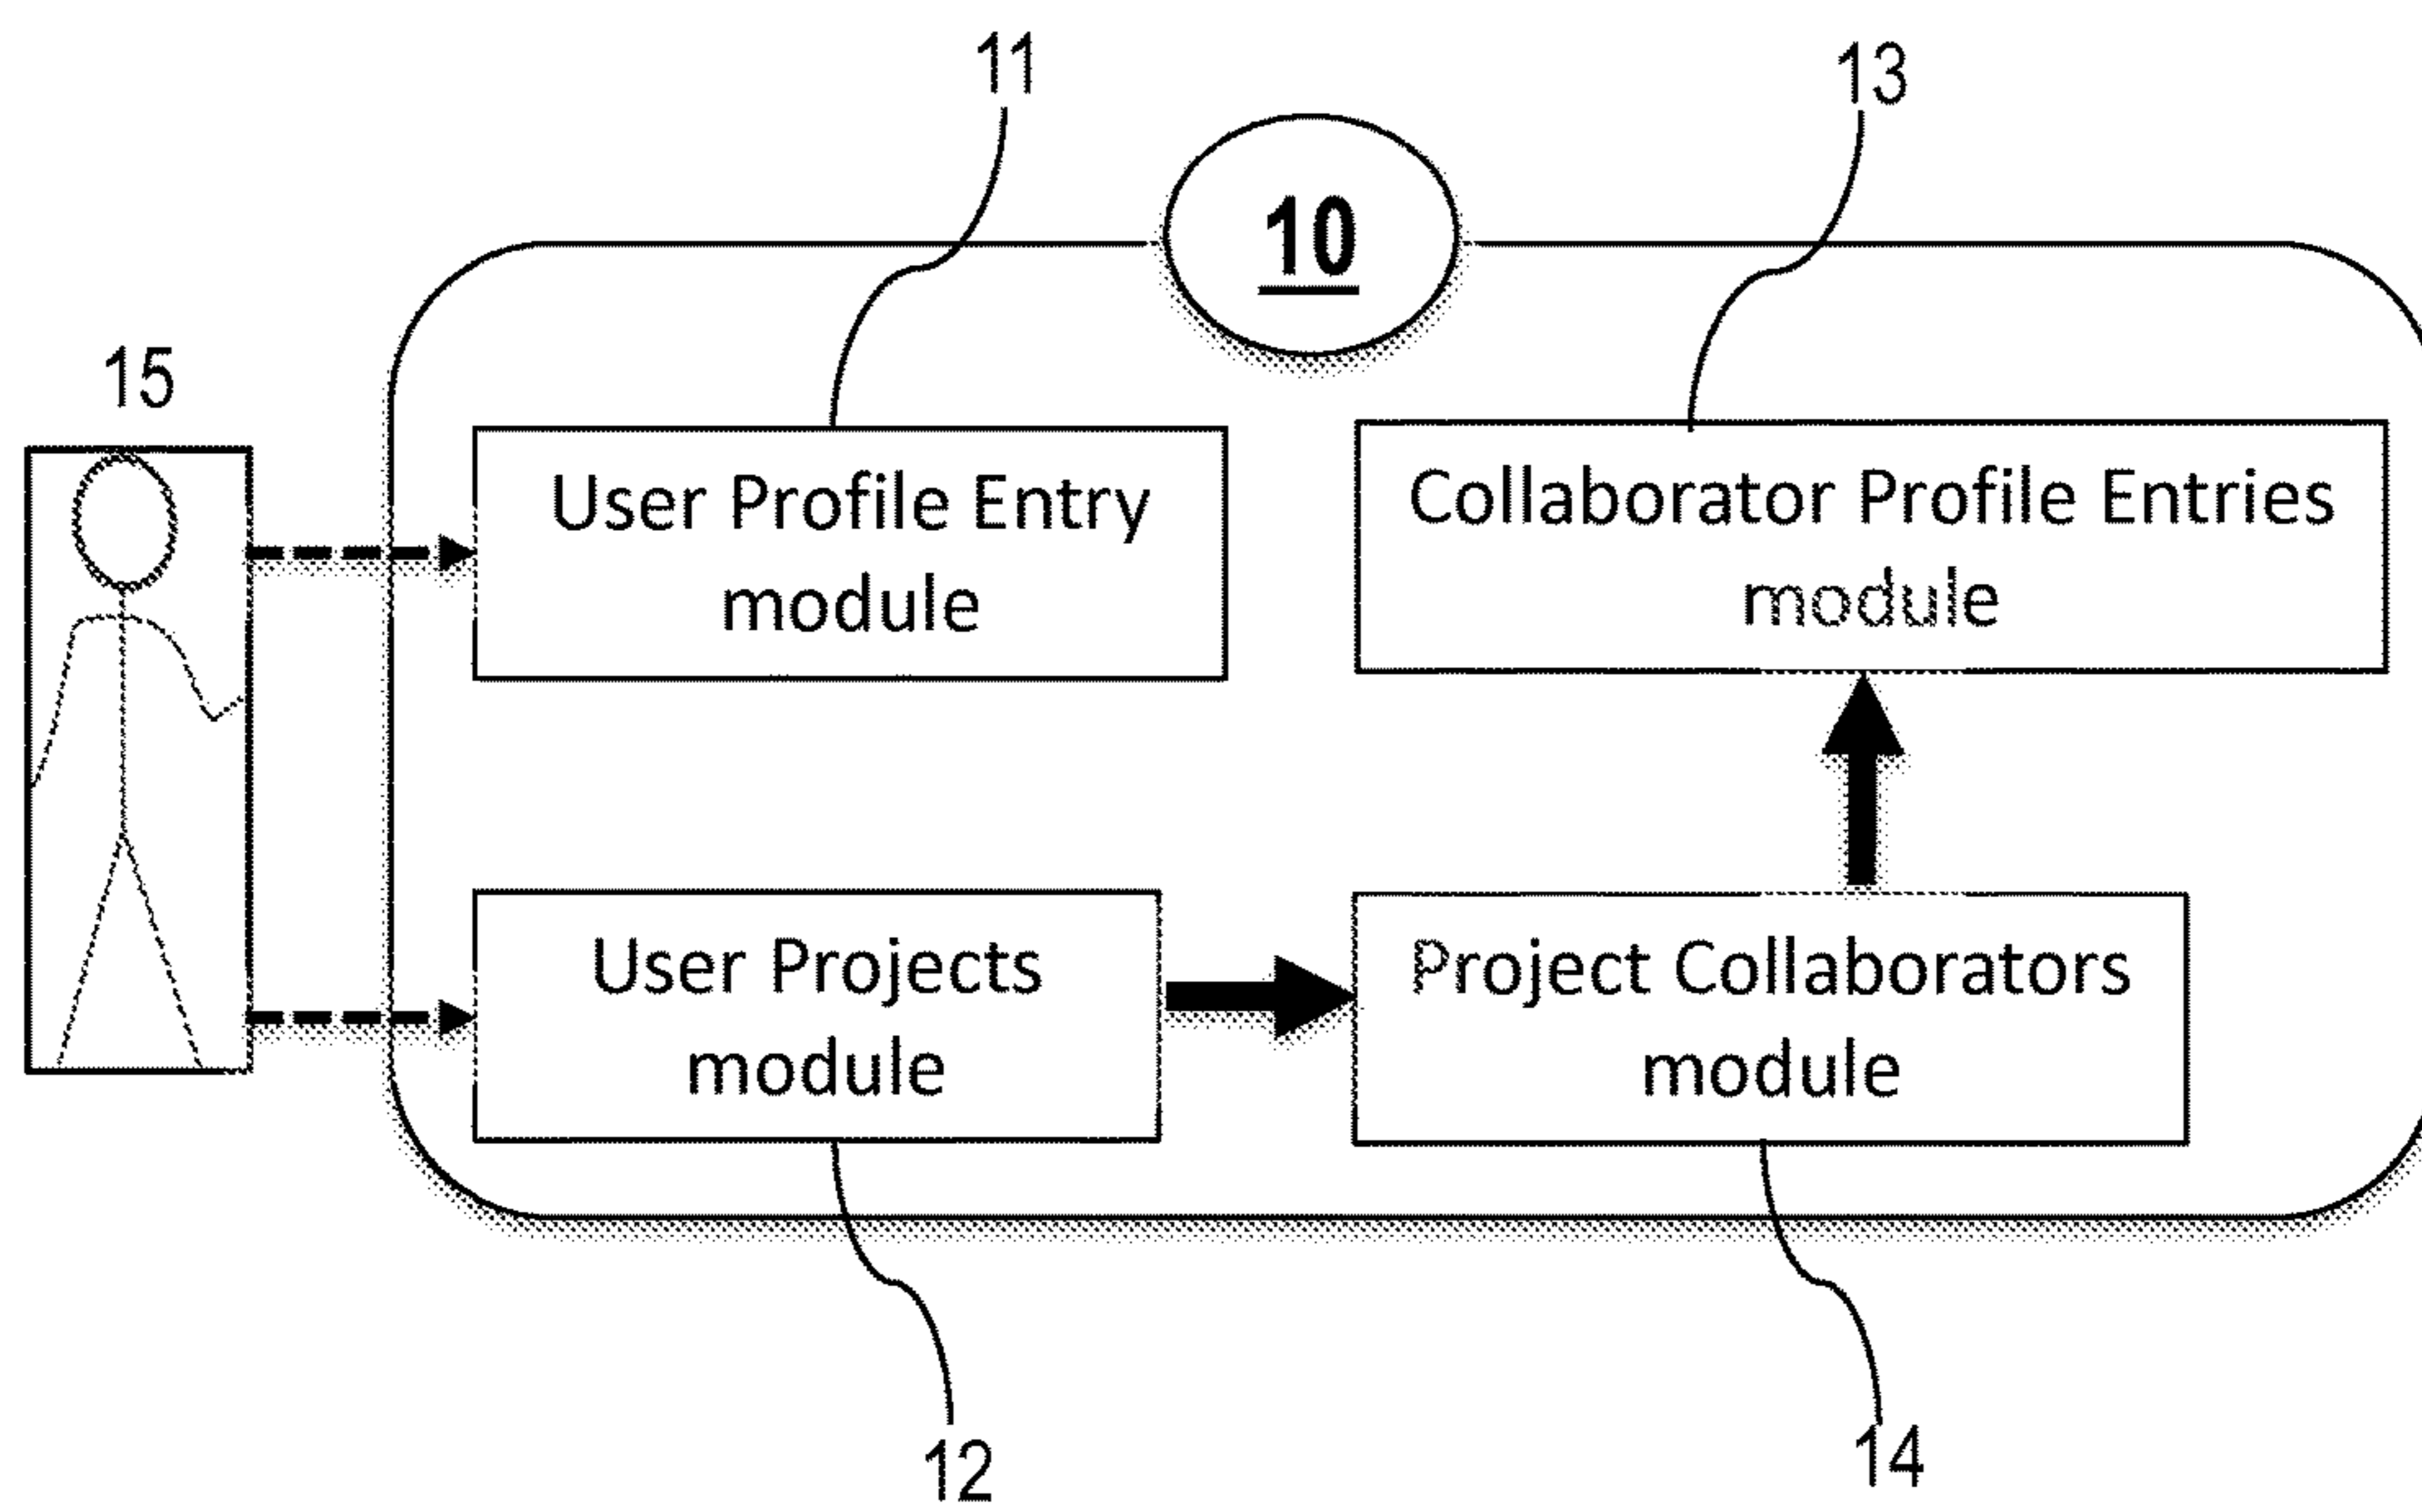 11
13
10
15
User Profile Entry
module
Collaborator Profile Entries
module
User Projects
module
Project Collaborators
module
12
14